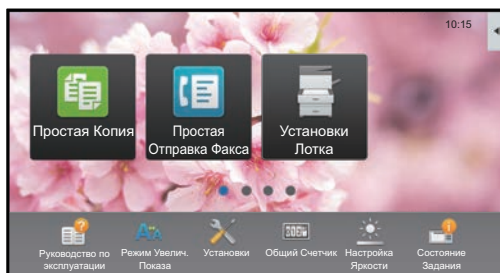 10:15
Простая Копия
Простая
Отправка Факса
Установки
Лотка
Руководство по
эксплуатации
Режим Увелич.
Показа
Установки
Общий Счетчик
Настройка
Яркости
Состояние
Задания